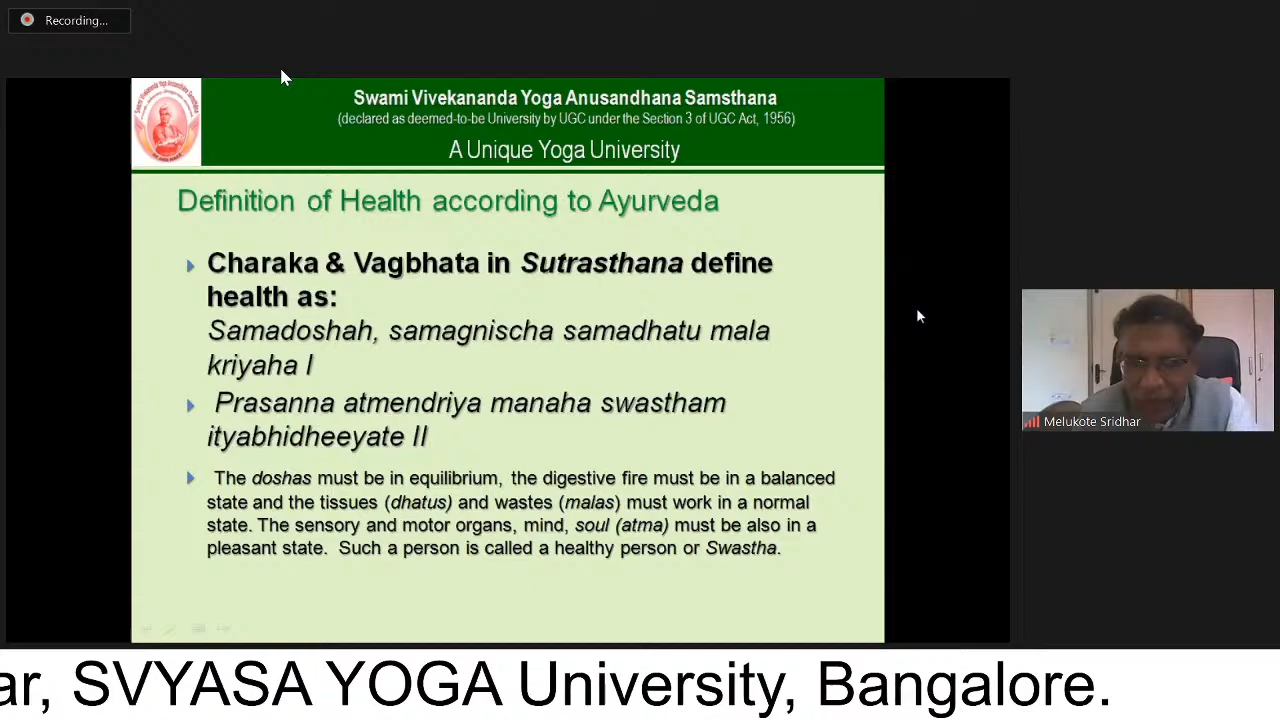 Recording...
Swami Vivekananda Yoga Anusandhana Samsthana
(declared as deemed-to-be University by UGC under the Section 3 of UGC Act, 1956)
A Unique Yoga University
Definition of Health according to Ayurveda
Charaka & Vagbhata in Sutrasthana define
health as:
Samadoshah, samagnischa samadhatu mala
kriyaha I
Prasanna atmendriya manaha swastham
ityabhidheeyate II
The doshas must be in equilibrium, the digestive fire must be in a balanced
state and the tissues (dhatus) and wastes (malas) must work in a normal
state. The sensory and motor organs, mind, soul (atma) must be also in a
pleasant state. Such a person is called a healthy person or Swastha.
Melukote Sridhar
ar, SVYASA YOGA University, Bangalore.